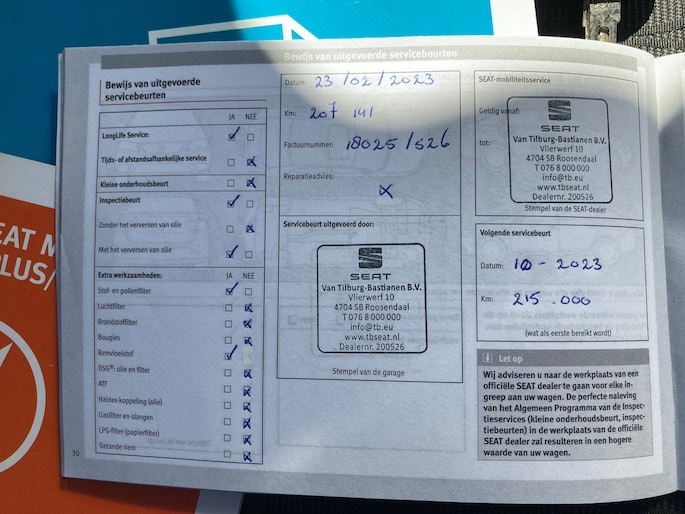 Bewijs van uitgevoerde servicebeurten
Bewijs van uitgevoerde
servicebeurten
JA NEE
LongLife Service:
Tijds- of afstandsafhankelijke service
Kleine onderhoudsbeurt
Inspectiebeurt
Zonder het verversen van olie
Met het verversen van olie
Extra werkzaamheden: JA NEE
Stof- en pollenfilter
Luchtfilter
Brandstoffilter
Bougies
Remvloeistof
DSG®: olie en filter
ATF
Haldex-koppeling (olie)
Gasfilter en slangen
LPG-filter (papierfilter)
Getande riem
30
Datum: 23/02/2023
Km: 207 141
Factuurnummer: 18025/526
Reparatieadvies:
x
Servicebeurt uitgevoerd door:
SEAT
Van Tilburg-Bastianen B.V.
Vlierwerf 10
4704 SB Roosendaal
T 076 8 000 000
info@tb.eu
www.tbseat.nl
Dealernr. 200526
Stempel van de garage
SEAT-mobiliteitsservice
Geldig vanaf:
tot:
SEAT
Van Tilburg-Bastianen B.V.
Vlierwerf 10
4704 SB Roosendaal
T 076 8 000 000
info@tb.eu
www.tbseat.nl
Dealernr. 200526
Stempel van de SEAT-dealer
Volgende servicebeurt
Datum: 10 - 2023
Km: 215.000
(wat als eerste bereikt wordt)
Let op
Wij adviseren u naar de werkplaats van een
officiële SEAT dealer te gaan voor elke in-
greep aan uw wagen. De perfecte naleving
van het Algemeen Programma van de Inspec-
tieservices (kleine onderhoudsbeurt, inspec-
tiebeurten) in de werkplaats van de officiële
SEAT dealer zal resulteren in een hogere
waarde van uw wagen.
SEAT M
PLUS/